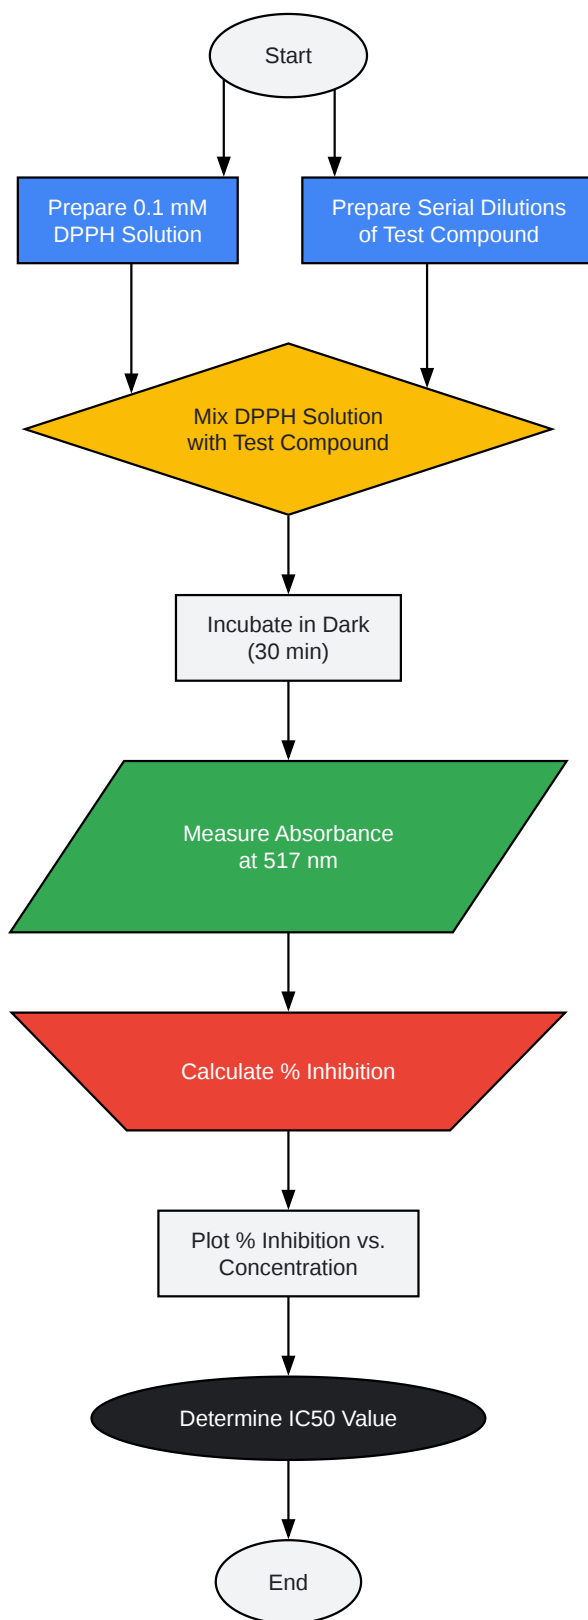 Start
Prepare 0.1 mM
DPPH Solution
Prepare Serial Dilutions
of Test Compound
Mix DPPH Solution
with Test Compound
Incubate in Dark
(30 min)
Measure Absorbance
at 517 nm
Calculate % Inhibition
Plot % Inhibition vs.
Concentration
Determine IC50 Value
End